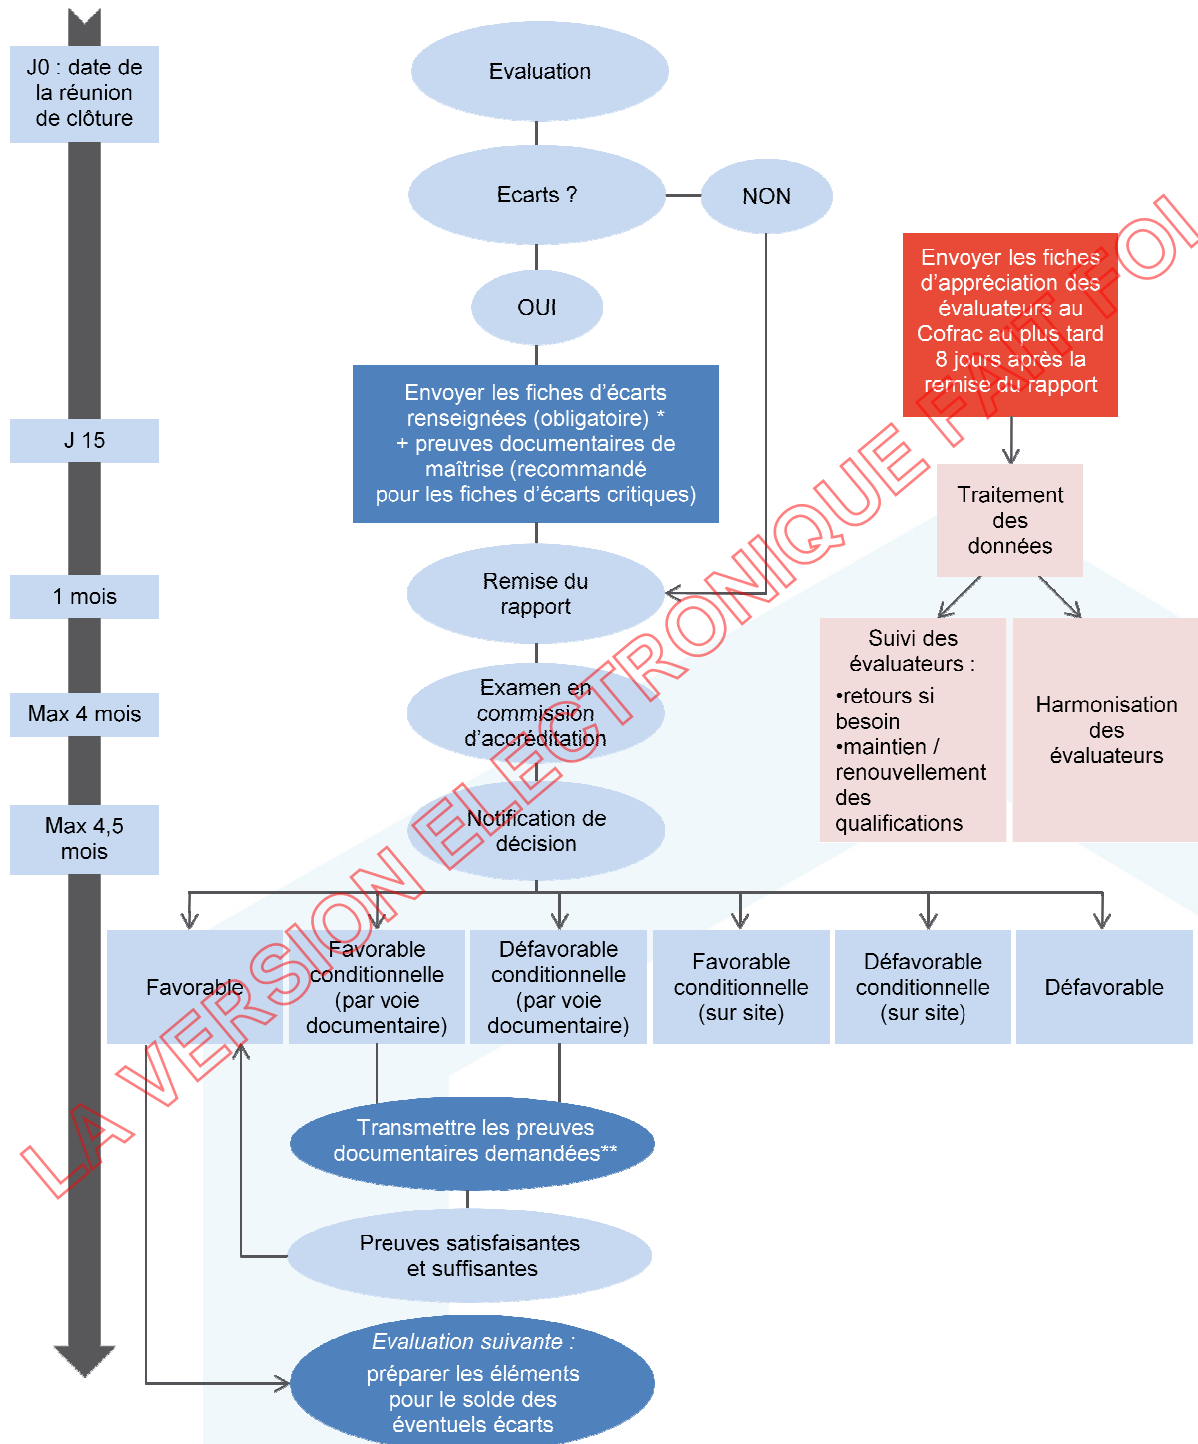 J0 : date de
la réunion
de clôture
Evaluation
Ecarts ?
NON
OUI
Envoyer les fiches
d'appréciation des
évaluateurs au
Cofrac au plus tard
8 jours après la
remise du rapport
Envoyer les fiches d'écarts
renseignées (obligatoire) *
+ preuves documentaires de
maîtrise (recommandé
pour les fiches d'écarts critiques)
J 15
Traitement
des
données
1 mois
Remise du
rapport
Suivi des
évaluateurs :
•retours si
besoin
•maintien /
renouvellement
des
qualifications
Harmonisation
des
évaluateurs
Max 4 mois
Examen en
commission
d'accréditation
Max 4,5
mois
Notification de
décision
Favorable
Favorable
conditionnelle
(par voie
documentaire)
Défavorable
conditionnelle
(par voie
documentaire)
Favorable
conditionnelle
(sur site)
Défavorable
conditionnelle
(sur site)
Défavorable
Transmettre les preuves
documentaires demandées**
Preuves satisfaisantes
et suffisantes
Evaluation suivante :
préparer les éléments
pour le solde des
éventuels écarts
LA VERSION ELECTRONIQUE FAIT FOI